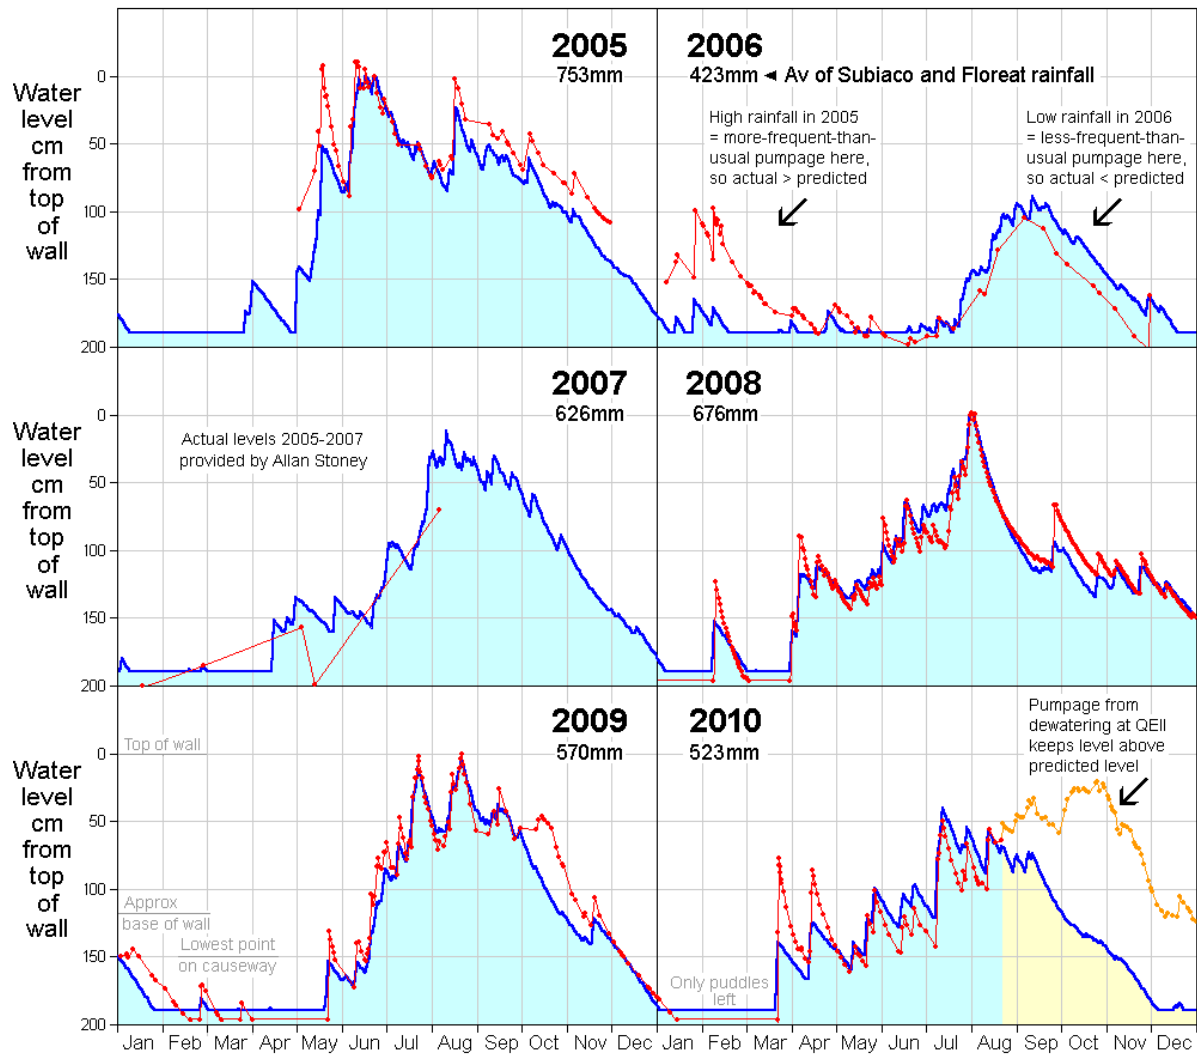 2005
753mm
2006
423mm ◄ Av of Subiaco and Floreat rainfall
Water
level
cm
from
top
of
wall
0
50
100
150
200
High rainfall in 2005
= more-frequent-than-
usual pumpage here,
so actual > predicted
Low rainfall in 2006
= less-frequent-than-
usual pumpage here,
so actual < predicted
2007
626mm
2008
676mm
Water
level
cm
from
top
of
wall
0
50
100
150
200
Actual levels 2005-2007
provided by Allan Stoney
2009
570mm
2010
523mm
Water
level
cm
from
top
of
wall
0
50
100
150
200
Top of wall
Approx
base of wall
Lowest point
on causeway
Only puddles
left
Pumpage from
dewatering at QEII
keeps level above
predicted level
Jan Feb Mar Apr May Jun Jul Aug Sep Oct Nov Dec Jan Feb Mar Apr May Jun Jul Aug Sep Oct Nov Dec